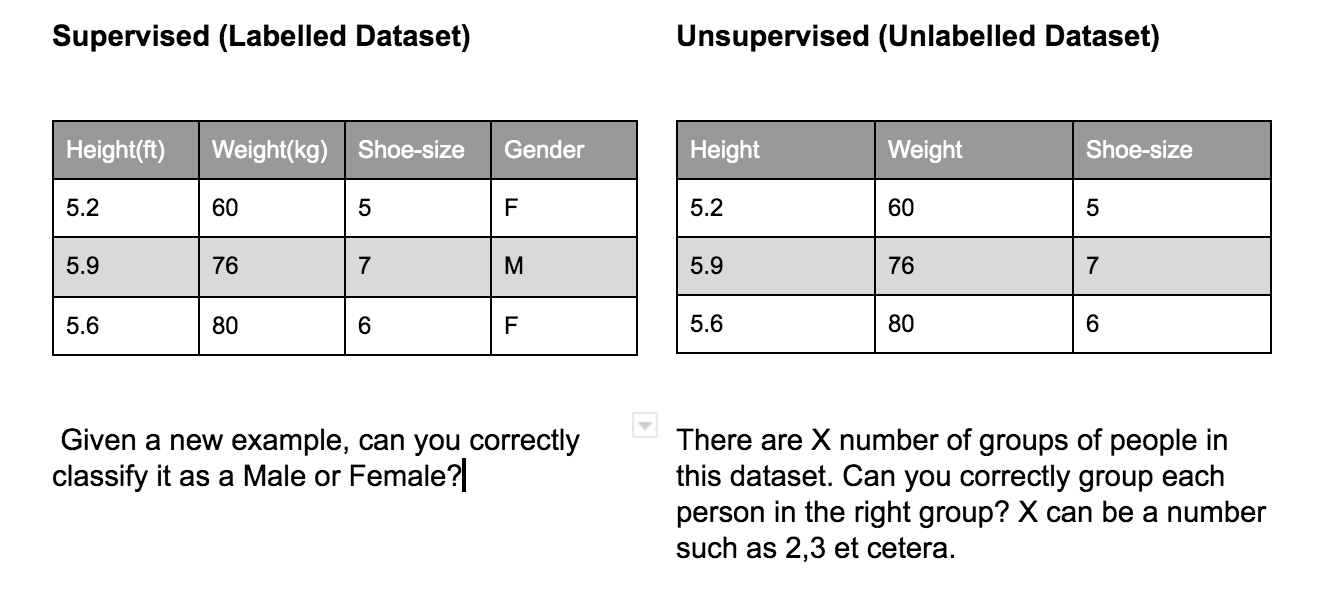 Supervised (Labelled Dataset)
Height(ft) Weight(kg) Shoe-size Gender
5.2 60 5 F
5.9 76 7 M
5.6 80 6 F
Given a new example, can you correctly
classify it as a Male or Female?
Unsupervised (Unlabelled Dataset)
Height Weight Shoe-size
5.2 60 5
5.9 76 7
5.6 80 6
There are X number of groups of people in
this dataset. Can you correctly group each
person in the right group? X can be a number
such as 2,3 et cetera.